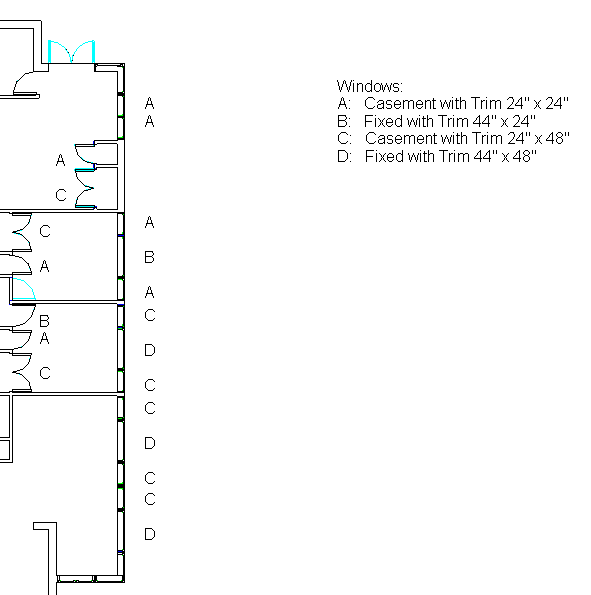 Windows:
A: Casement with Trim 24" x 24"
B: Fixed with Trim 44" x 24"
C: Casement with Trim 24" x 48"
D: Fixed with Trim 44" x 48"
A
A
A
C
A
C
B
A
A
C
B
A
D
C
C
C
D
C
C
D